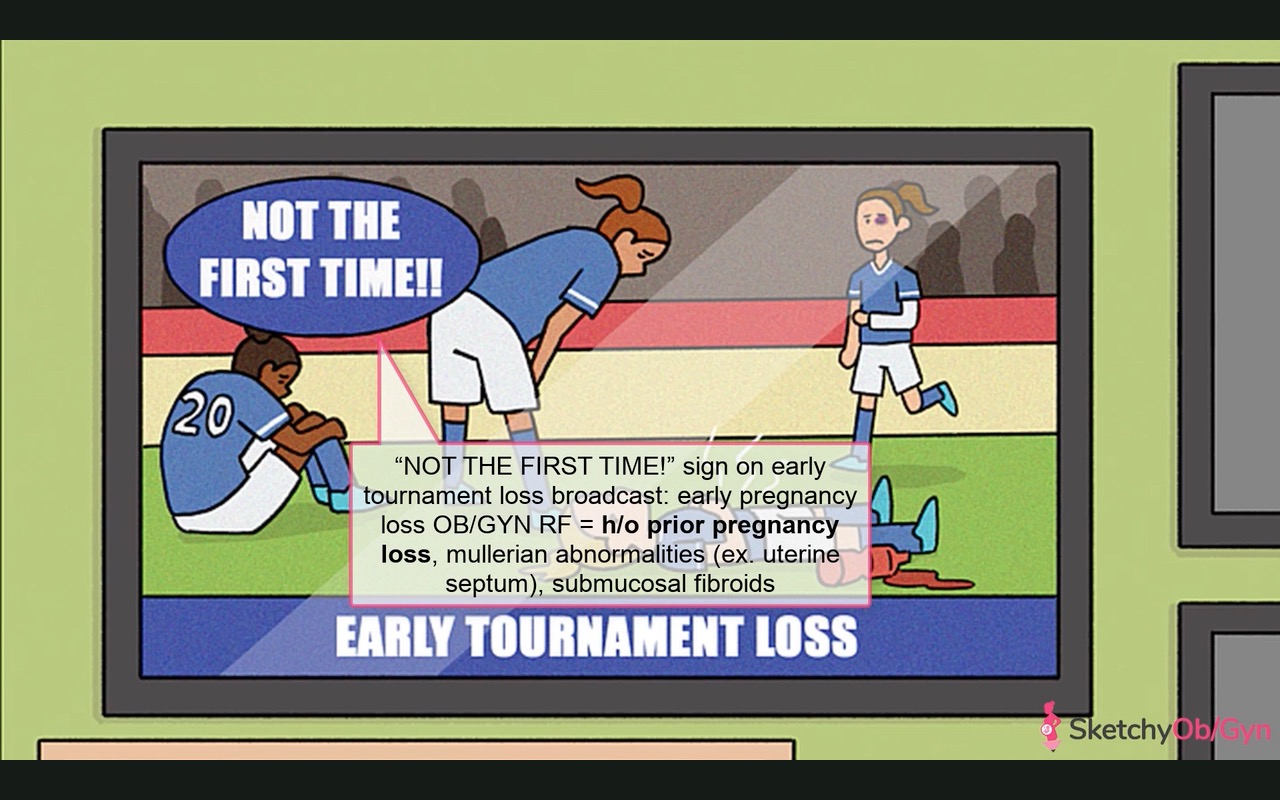 NOT THE
FIRST TIME!!
20
“NOT THE FIRST TIME!” sign on early
tournament loss broadcast: early pregnancy
loss OB/GYN RF = h/o prior pregnancy
loss, mullerian abnormalities (ex. uterine
septum), submucosal fibroids
EARLY TOURNAMENT LOSS
SketchyOb/Gyn